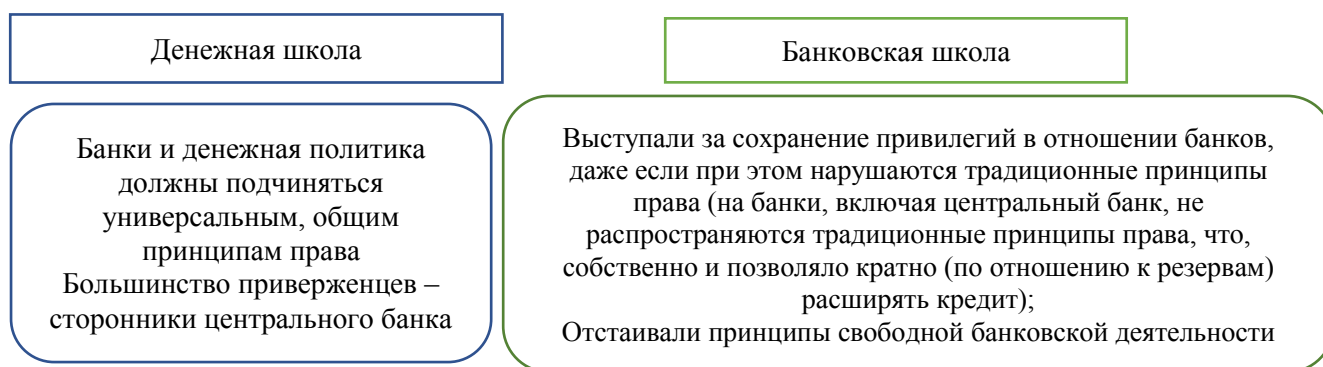 Денежная школа
Банковская школа
Банки и денежная политика
должны подчиняться
универсальным, общим
принципам права
Большинство приверженцев –
сторонники центрального банка
Выступали за сохранение привилегий в отношении банков,
даже если при этом нарушаются традиционные принципы
права (на банки, включая центральный банк, не
распространяются традиционные принципы права, что,
собственно и позволяло кратно (по отношению к резервам)
расширять кредит);
Отстаивали принципы свободной банковской деятельности